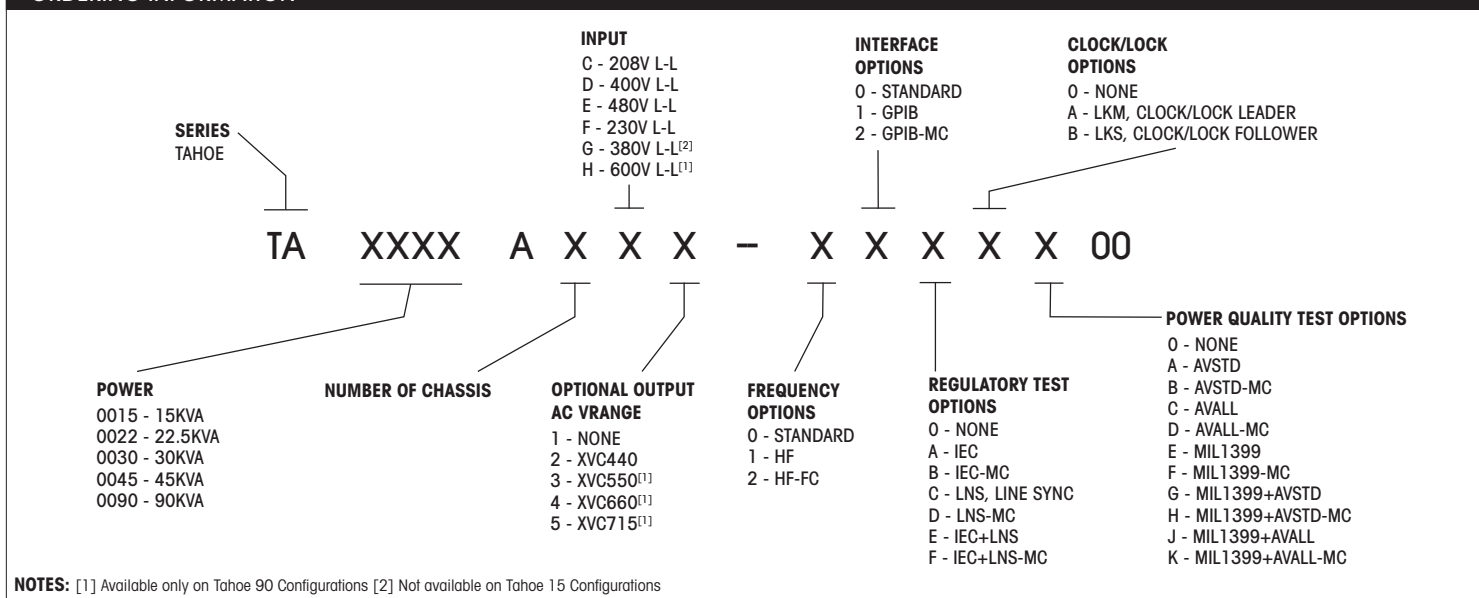 ORDERING INFORMATION
INPUT
C - 208V L-L
D - 400V L-L
E - 480V L-L
F - 230V L-L
G - 380V L-L[2]
H - 600V L-L[1]
INTERFACE
OPTIONS
0 - STANDARD
1 - GPIB
2 - GPIB-MC
CLOCK/LOCK
OPTIONS
0 - NONE
A - LKM, CLOCK/LOCK LEADER
B - LKS, CLOCK/LOCK FOLLOWER
SERIES
TAHOE
TA XXXX A X X X – X X X X X 00
POWER
0015 - 15KVA
0022 - 22.5KVA
0030 - 30KVA
0045 - 45KVA
0090 - 90KVA
NUMBER OF CHASSIS
OPTIONAL OUTPUT
AC VRANGE
1 - NONE
2 - XVC440
3 - XVC550[1]
4 - XVC660[1]
5 - XVC715[1]
FREQUENCY
OPTIONS
0 - STANDARD
1 - HF
2 - HF-FC
REGULATORY TEST
OPTIONS
0 - NONE
A - IEC
B - IEC-MC
C - LNS, LINE SYNC
D - LNS-MC
E - IEC+LNS
F - IEC+LNS-MC
POWER QUALITY TEST OPTIONS
0 - NONE
A - AVSTD
B - AVSTD-MC
C - AVALL
D - AVALL-MC
E - MIL1399
F - MIL1399-MC
G - MIL1399+AVSTD
H - MIL1399+AVSTD-MC
J - MIL1399+AVALL
K - MIL1399+AVALL-MC
NOTES: [1] Available only on Tahoe 90 Configurations [2] Not available on Tahoe 15 Configurations